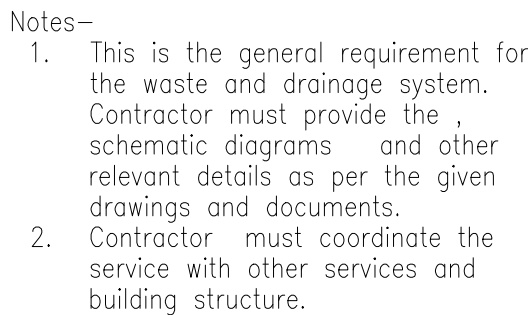 Notes–
1. This is the general requirement for
the waste and drainage system.
Contractor must provide the ,
schematic diagrams and other
relevant details as per the given
drawings and documents.
2. Contractor must coordinate the
service with other services and
building structure.